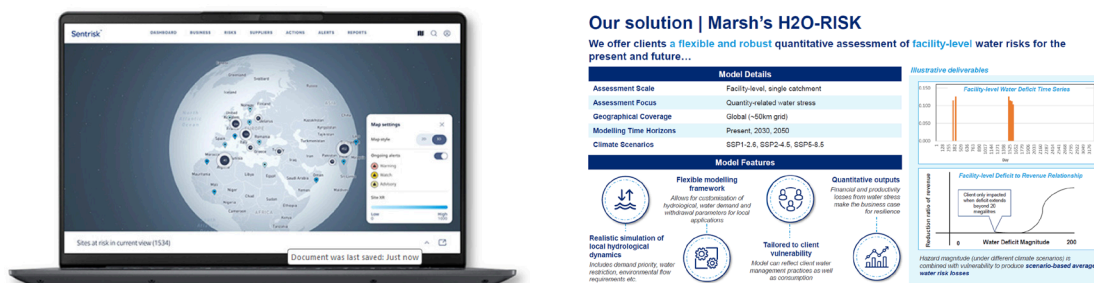 Sentrisk
DASHBOARD BUSINESS RISKS SUPPLIERS ACTIONS ALERTS REPORTS
Map settings
Map style
Ongoing alerts
Warning
Watch
Advisory
Site risk
Low High
Sites at risk in current view (1534)
Document was last saved: Just now
Our solution | Marsh's H2O-RISK
We offer clients a flexible and robust quantitative assessment of facility-level water risks for the
present and future…
Model Details
Assessment Scale Facility-level, single catchment
Assessment Focus Quantity-related water stress
Geographical Coverage Global (~50km grid)
Modelling Time Horizons Present, 2030, 2050
Climate Scenarios SSP1-2.6, SSP2-4.5, SSP5-8.5
Model Features
Flexible modelling
framework
Allows for customisation of
hydrological, water demand and
withdrawal parameters for local
applications
Quantitative outputs
Financial and productivity
losses from water stress
make the business case
for resilience
Realistic simulation of
local hydrological
dynamics
Includes demand priority, water
restriction, environmental flow
requirements etc.
Tailored to client
vulnerability
Model can reflect client water
management practices as well
as consumption
Illustrative deliverables
Facility-level Water Deficit Time Series
0.150
0.100
0.050
0.000
Day
Facility-level Deficit to Revenue Relationship
Reduction ratio of revenue
Client only impacted
when deficit extends
beyond 20
megalitres
0 Water Deficit Magnitude 200
Hazard magnitude (under different climate scenarios) is
combined with vulnerability to produce scenario-based average
water risk losses